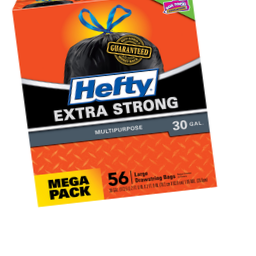 GUARANTEED
Hefty
EXTRA STRONG
MULTIPURPOSE
30 GAL.
MEGA
PACK
56 Large
Drawstring Bags